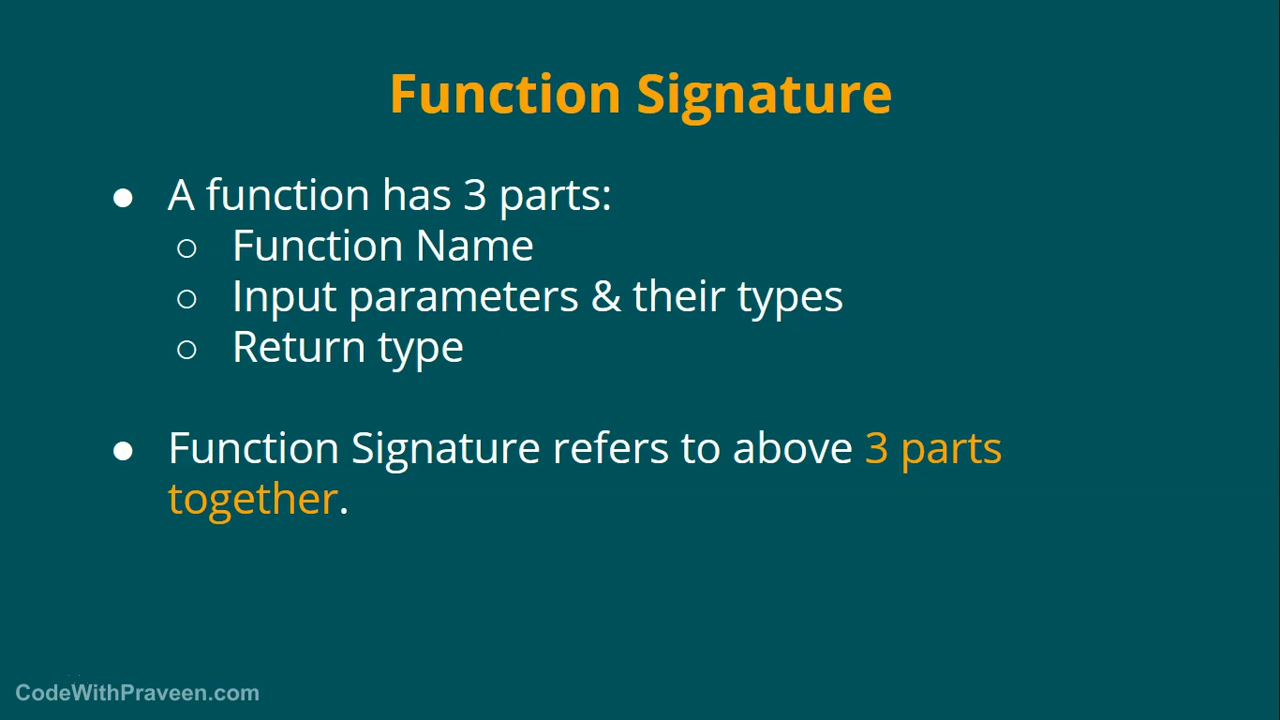 Function Signature
● A function has 3 parts:
○ Function Name
○ Input parameters & their types
○ Return type
● Function Signature refers to above 3 parts
together.
CodeWithPraveen.com